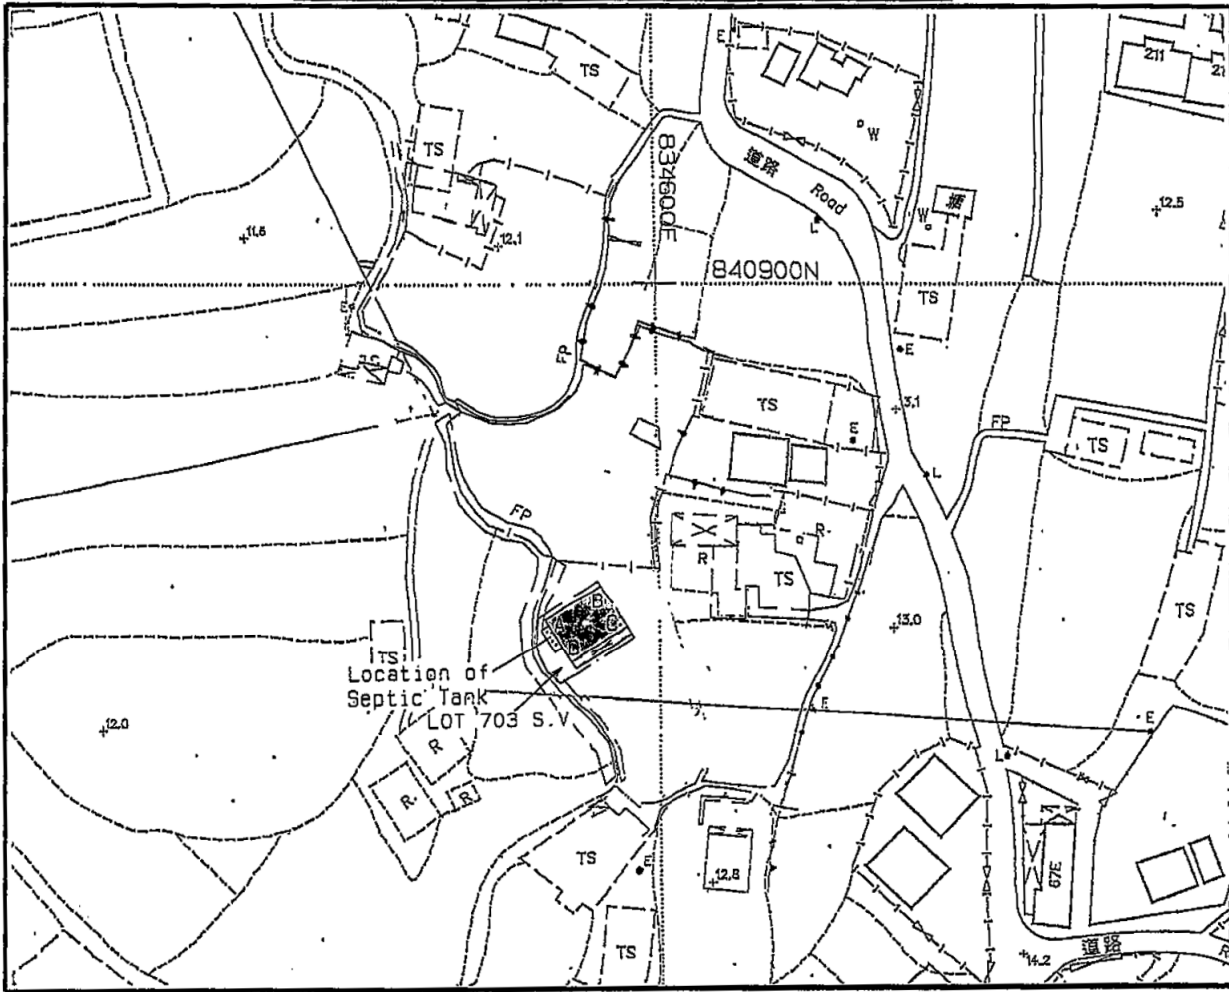 E
TS
211
TS
W
道路
Road
834600E
12.5
11.6
12.1
L
W
840900N
TS
E
FP
TS
3.1
E
FP
TS
L
FP
R
R
TS
TS
B
A
C
D
13.0
TS
Location of
Septic Tank
LOT 703 S.V
E
E
12.0
R
L
R
R
TS
E
12.8
67E
TS
14.2
道路
R